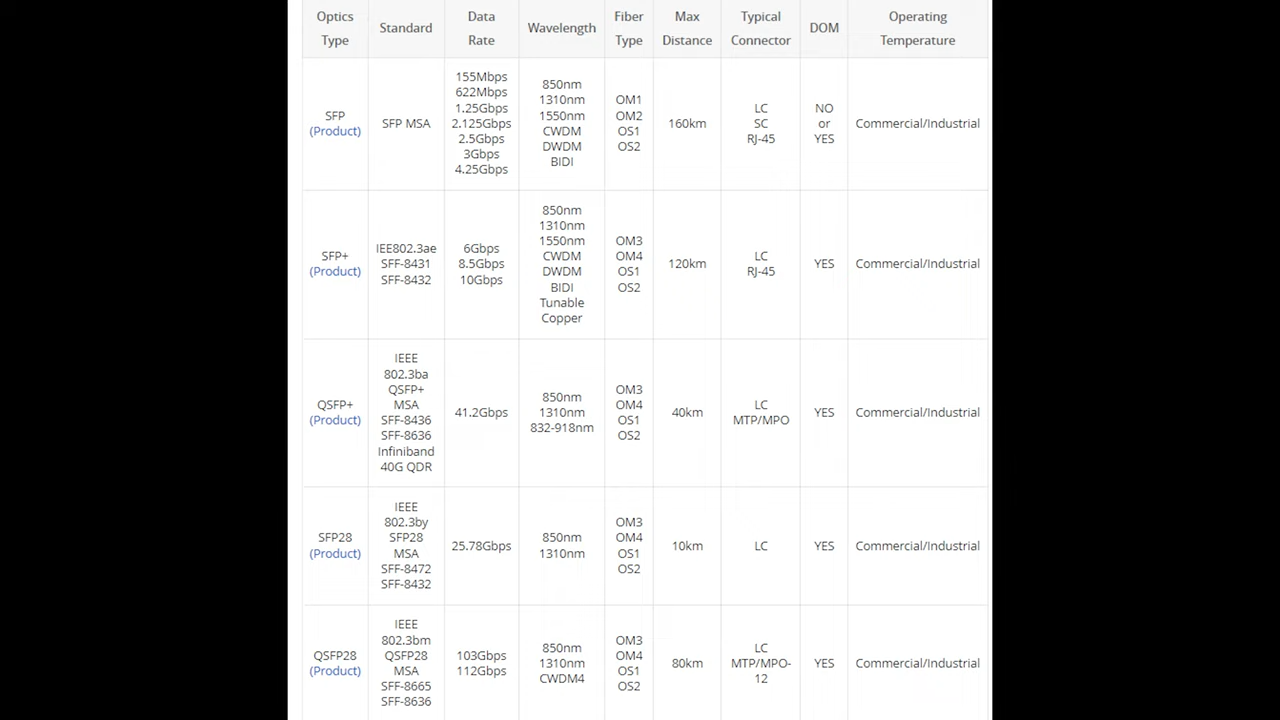 Optics
Type
Standard
Data
Rate
Wavelength
Fiber
Type
Max
Distance
Typical
Connector
DOM
Operating
Temperature
SFP
(Product)
SFP MSA
155Mbps
622Mbps
1.25Gbps
2.125Gbps
2.5Gbps
3Gbps
4.25Gbps
850nm
1310nm
1550nm
CWDM
DWDM
BIDI
OM1
OM2
OS1
OS2
160km
LC
SC
RJ-45
NO
or
YES
Commercial/Industrial
SFP+
(Product)
IEE802.3ae
SFF-8431
SFF-8432
6Gbps
8.5Gbps
10Gbps
850nm
1310nm
1550nm
CWDM
DWDM
BIDI
Tunable
Copper
OM3
OM4
OS1
OS2
120km
LC
RJ-45
YES
Commercial/Industrial
QSFP+
(Product)
IEEE
802.3ba
QSFP+
MSA
SFF-8436
SFF-8636
Infiniband
40G QDR
41.2Gbps
850nm
1310nm
832-918nm
OM3
OM4
OS1
OS2
40km
LC
MTP/MPO
YES
Commercial/Industrial
SFP28
(Product)
IEEE
802.3by
SFP28
MSA
SFF-8472
SFF-8432
25.78Gbps
850nm
1310nm
OM3
OM4
OS1
OS2
10km
LC
YES
Commercial/Industrial
QSFP28
(Product)
IEEE
802.3bm
QSFP28
MSA
SFF-8665
SFF-8636
103Gbps
112Gbps
850nm
1310nm
CWDM4
OM3
OM4
OS1
OS2
80km
LC
MTP/MPO-
12
YES
Commercial/Industrial